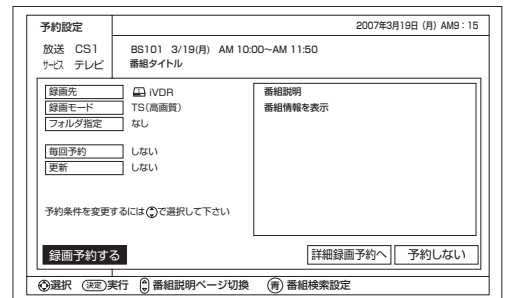 予約設定 2007年3月19日 (月) AM9：15
放送 CS1 BS101 3/19(月) AM 10:00~AM 11:50
ｻｰﾋﾞｽ テレビ 番組タイトル
録画先 iVDR
録画モード TS(高画質)
フォルダ指定 なし
毎回予約 しない
更新 しない
予約条件を変更するには で選択して下さい
番組説明
番組情報を表示
録画予約する 詳細録画予約へ 予約しない
選択 決定 実行 番組説明ページ切換 青 番組検索設定